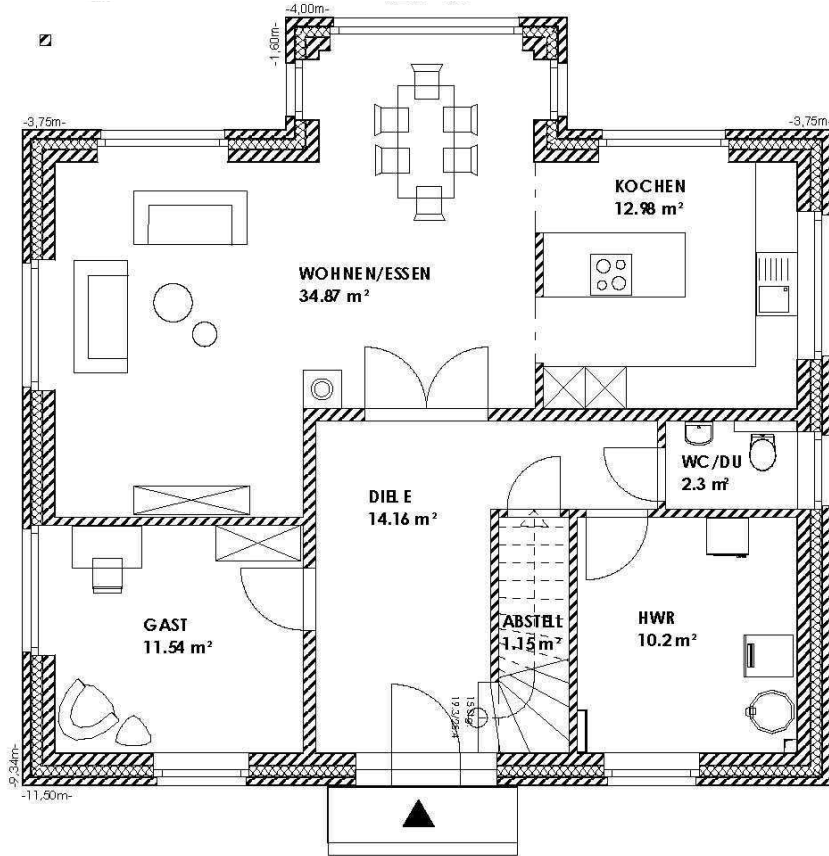 -4,00m-
-1,60m-
-3,75m-
-3,75m-
KOCHEN
12.98 m²
WOHNEN/ESSEN
34.87 m²
WC/DU
2.3 m²
DIELE
14.16 m²
GAST
11.54 m²
ABSTELL
1.15 m²
HWR
10.2 m²
15 Stg.
-9,34m-
-11,50m-